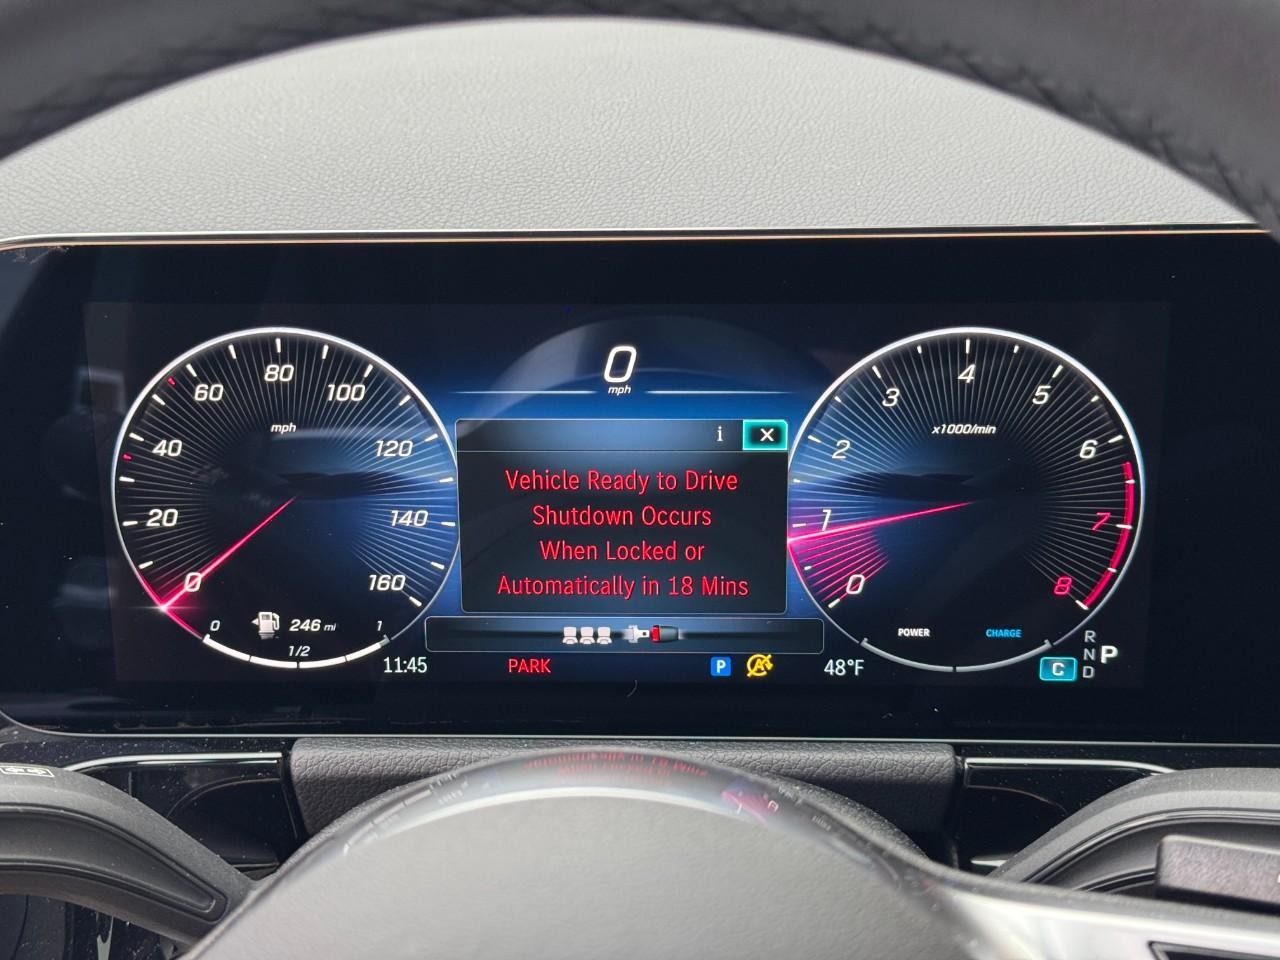 0
mph
0
20
40
60
80
100
120
140
160
mph
0
246 mi
1
1/2
i
Vehicle Ready to Drive
Shutdown Occurs
When Locked or
Automatically in 18 Mins
0
1
2
3
4
5
6
7
8
x1000/min
POWER
CHARGE
11:45
PARK
P
A
48°F
C
R
N
D
P